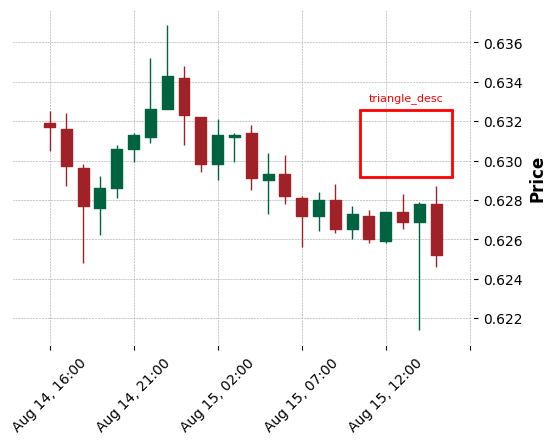 triangle_desc
0.636
0.634
0.632
0.630
0.628
0.626
0.624
0.622
Price
Aug 14, 16:00
Aug 14, 21:00
Aug 15, 02:00
Aug 15, 07:00
Aug 15, 12:00